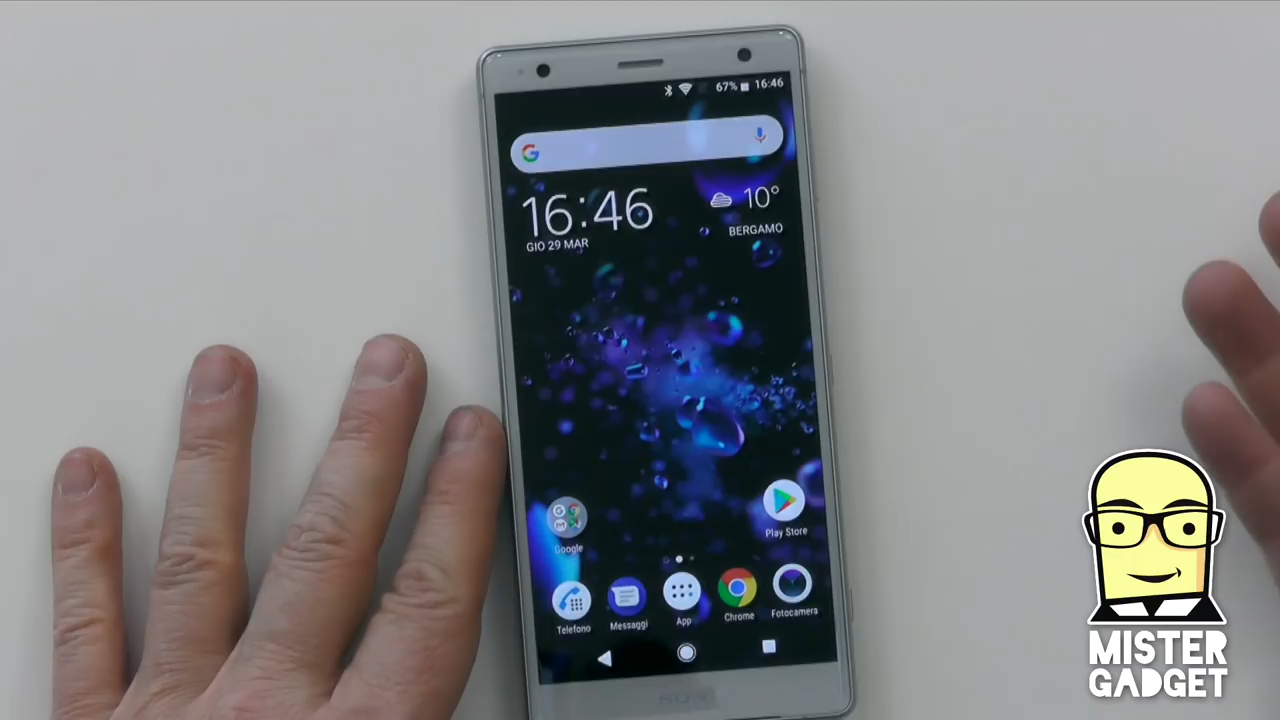 67% 16:46
16:46
10°
GIO 29 MAR
BERGAMO
Google
Play Store
Telefono
Messaggi
App
Chrome
Fotocamera
SONY
MISTER
GADGET